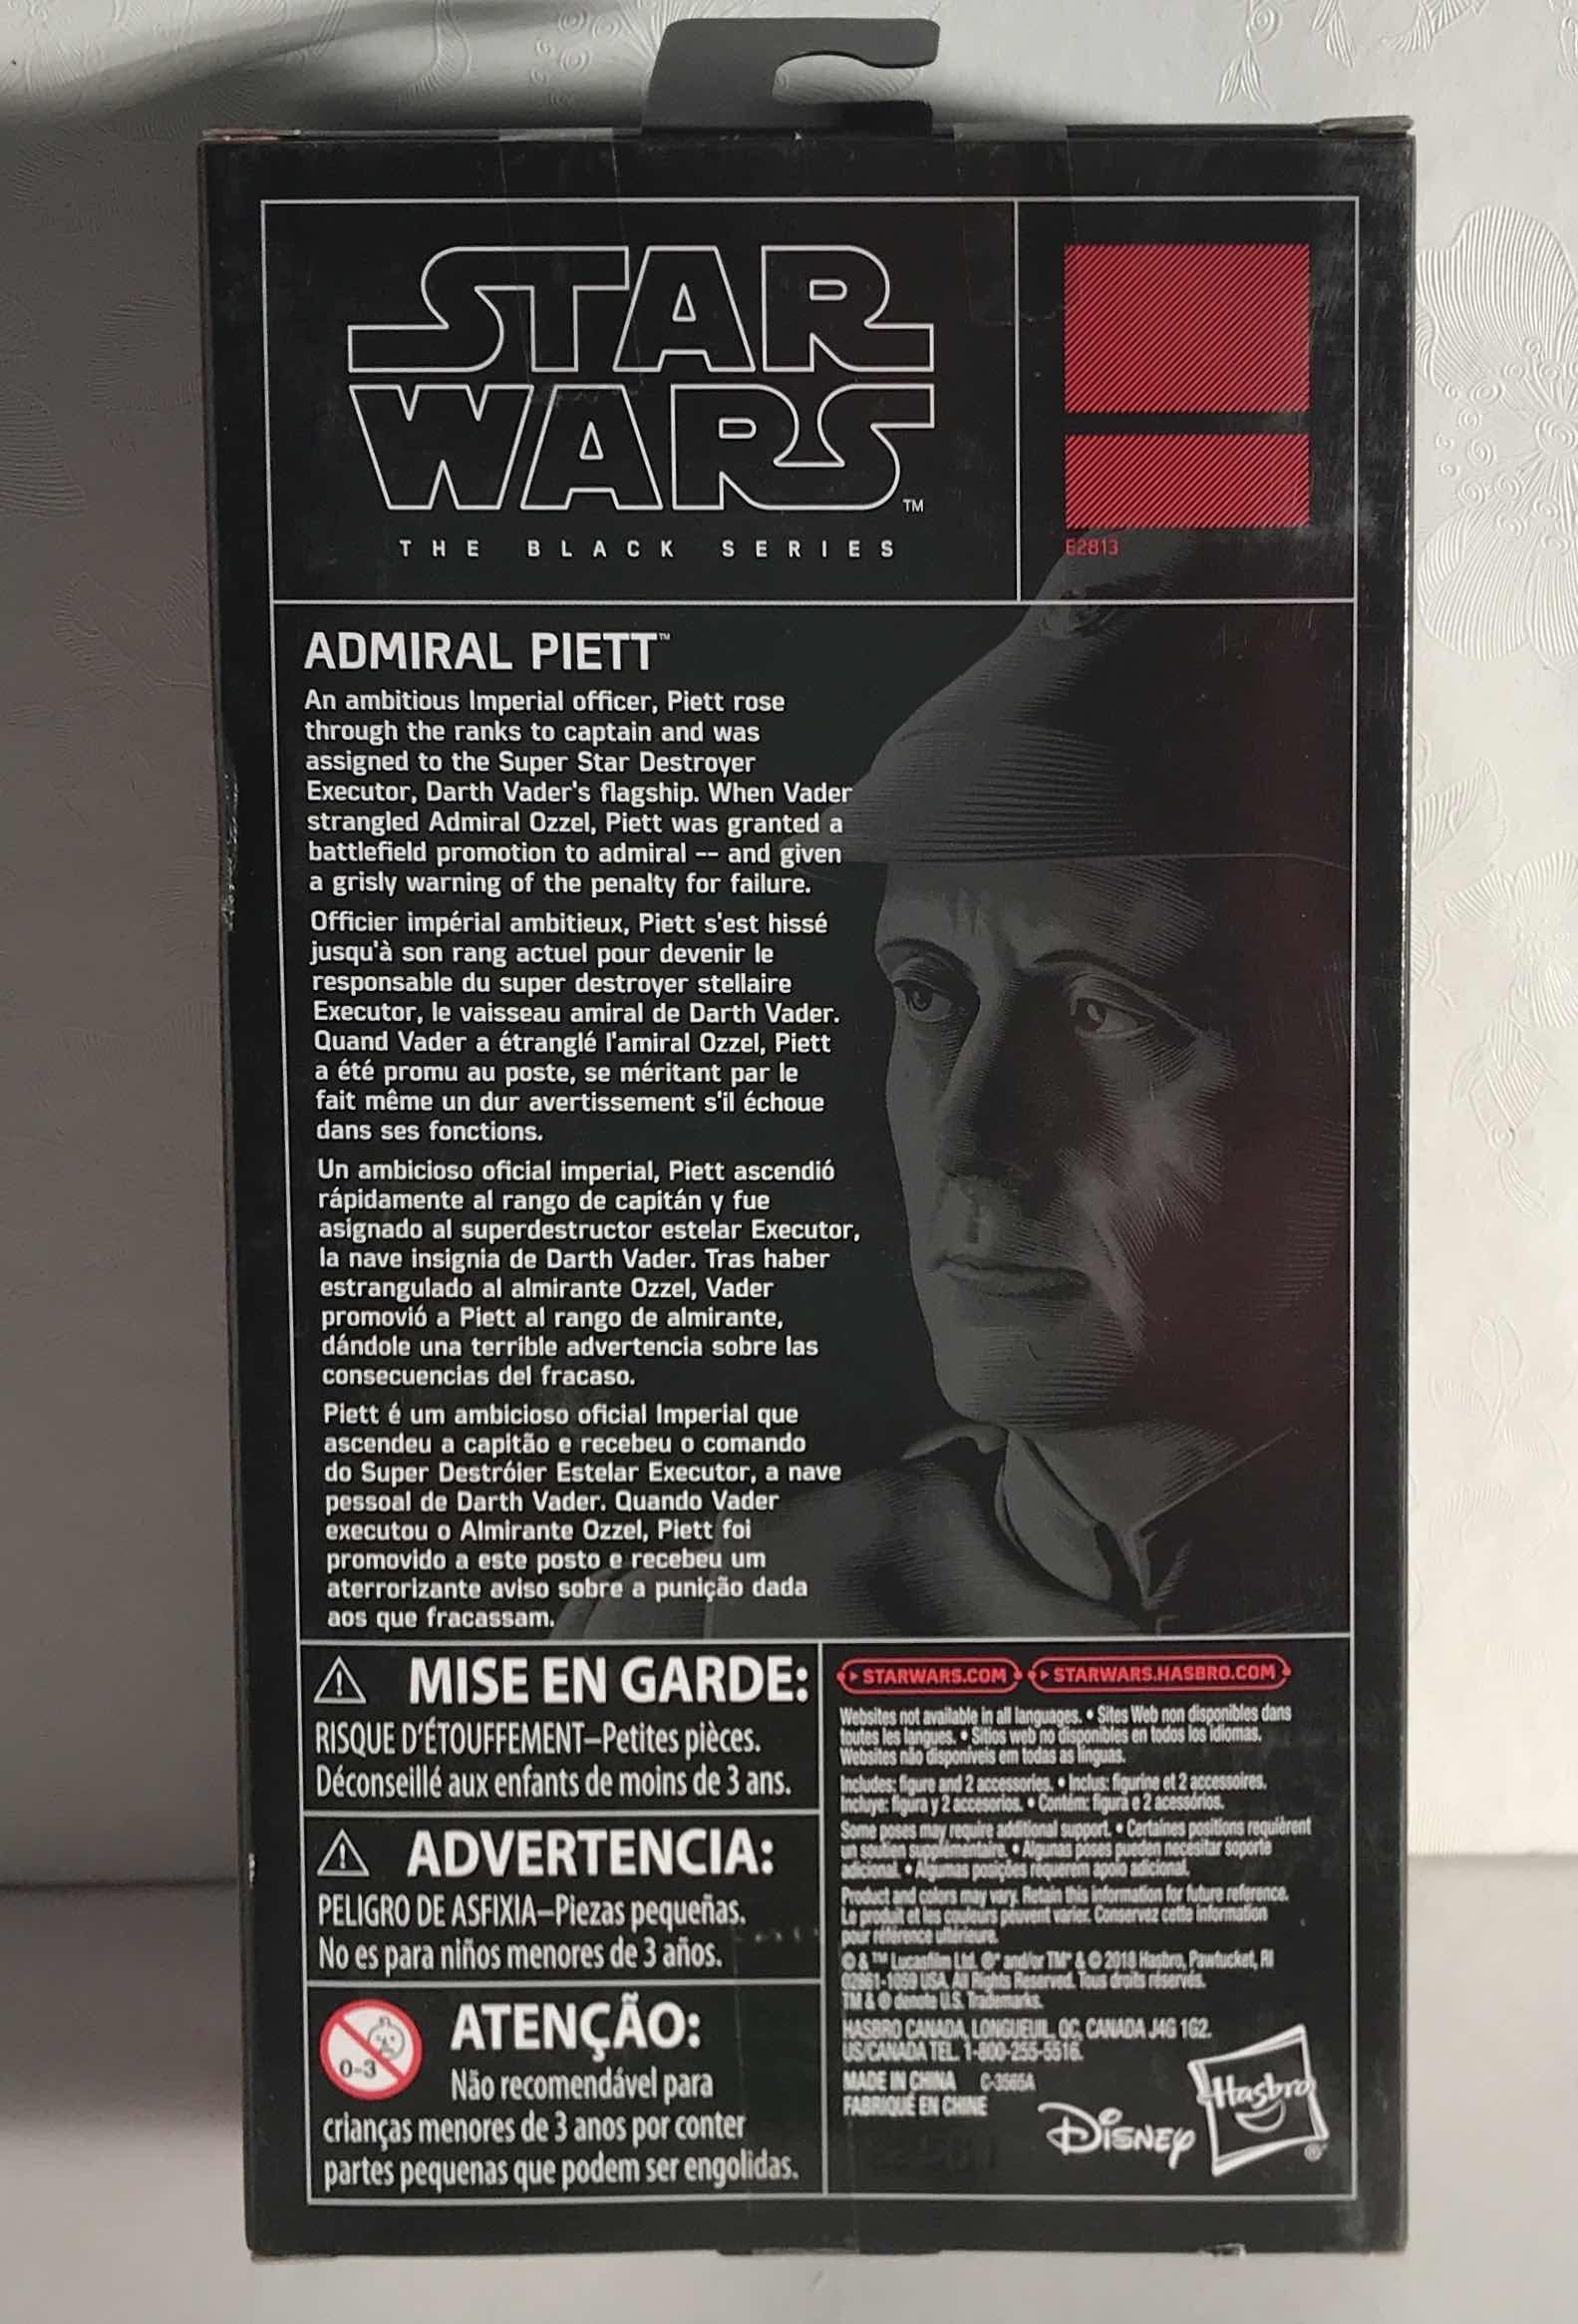 STAR
WARS
TM
THE BLACK SERIES
E2813
ADMIRAL PIETT™
An ambitious Imperial officer, Piett rose
through the ranks to captain and was
assigned to the Super Star Destroyer
Executor, Darth Vader's flagship. When Vader
strangled Admiral Ozzel, Piett was granted a
battlefield promotion to admiral -- and given
a grisly warning of the penalty for failure.
Officier impérial ambitieux, Piett s'est hissé
jusqu'à son rang actuel pour devenir le
responsable du super destroyer stellaire
Executor, le vaisseau amiral de Darth Vader.
Quand Vader a étranglé l'amiral Ozzel, Piett
a été promu au poste, se méritant par le
fait même un dur avertissement s'il échoue
dans ses fonctions.
Un ambicioso oficial imperial, Piett ascendió
rápidamente al rango de capitán y fue
asignado al superdestructor estelar Executor,
la nave insignia de Darth Vader. Tras haber
estrangulado al almirante Ozzel, Vader
promovió a Piett al rango de almirante,
dándole una terrible advertencia sobre las
consecuencias del fracaso.
Piett é um ambicioso oficial Imperial que
ascendeu a capitão e recebeu o comando
do Super Destróier Estelar Executor, a nave
pessoal de Darth Vader. Quando Vader
executou o Almirante Ozzel, Piett foi
promovido a este posto e recebeu um
aterrorizante aviso sobre a punição dada
aos que fracassam.
MISE EN GARDE:
RISQUE D'ÉTOUFFEMENT–Petites pièces.
Déconseillé aux enfants de moins de 3 ans.
ADVERTENCIA:
PELIGRO DE ASFIXIA–Piezas pequeñas.
No es para niños menores de 3 años.
0-3
ATENÇÃO:
Não recomendável para
crianças menores de 3 anos por conter
partes pequenas que podem ser engolidas.
STARWARS.COM STARWARS.HASBRO.COM
Websites not available in all languages. • Sites Web non disponibles dans
toutes les langues. • Sitios web no disponibles en todos los idiomas.
Websites não disponíveis em todas as línguas.
Includes: figure and 2 accessories. • Inclus: figurine et 2 accessoires.
Incluye: figura y 2 accesorios. • Contém: figura e 2 acessórios.
Some poses may require additional support. • Certaines positions requièrent
un soutien supplémentaire. • Algunas poses pueden necesitar soporte
adicional. • Algumas posições requerem apoio adicional.
Product and colors may vary. Retain this information for future reference.
Le produit et les couleurs peuvent varier. Conservez cette information
pour référence ultérieure.
© & ™ Lucasfilm Ltd. ®* and/or TM* & © 2018 Hasbro, Pawtucket, RI
02861-1059 USA. All Rights Reserved. Tous droits réservés.
TM & ® denote U.S. Trademarks.
HASBRO CANADA, LONGUEUIL, QC, CANADA J4G 1G2.
US/CANADA TEL. 1-800-255-5516.
MADE IN CHINA C-3565A
FABRIQUÉ EN CHINE
Disney
Hasbro
®